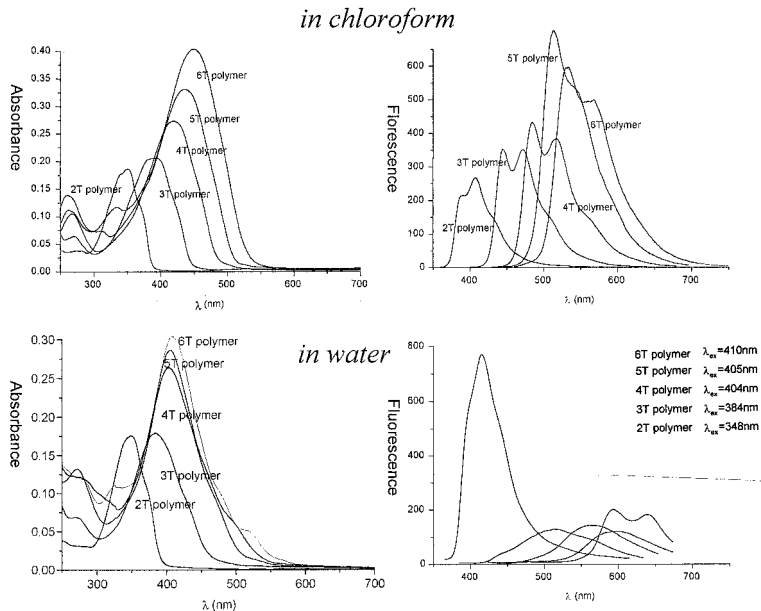 in chloroform
Absorbance
0.40
0.35
0.30
0.25
0.20
0.15
0.10
0.05
0.00
6T polymer
5T polymer
4T polymer
2T polymer
3T polymer
300 400 500 600 700
λ (nm)
Florescence
600
500
400
300
200
100
0
5T polymer
6T polymer
3T polymer
4T polymer
2T polymer
400 500 600 700
λ (nm)
in water
Absorbance
0.30
0.25
0.20
0.15
0.10
0.05
0.00
6T polymer
5T polymer
4T polymer
3T polymer
2T polymer
300 400 500 600 700
λ (nm)
Fluorescence
800
600
400
200
0
6T polymer λex=410nm
5T polymer λex=405nm
4T polymer λex=404nm
3T polymer λex=384nm
2T polymer λex=348nm
400 500 600 700
λ (nm)